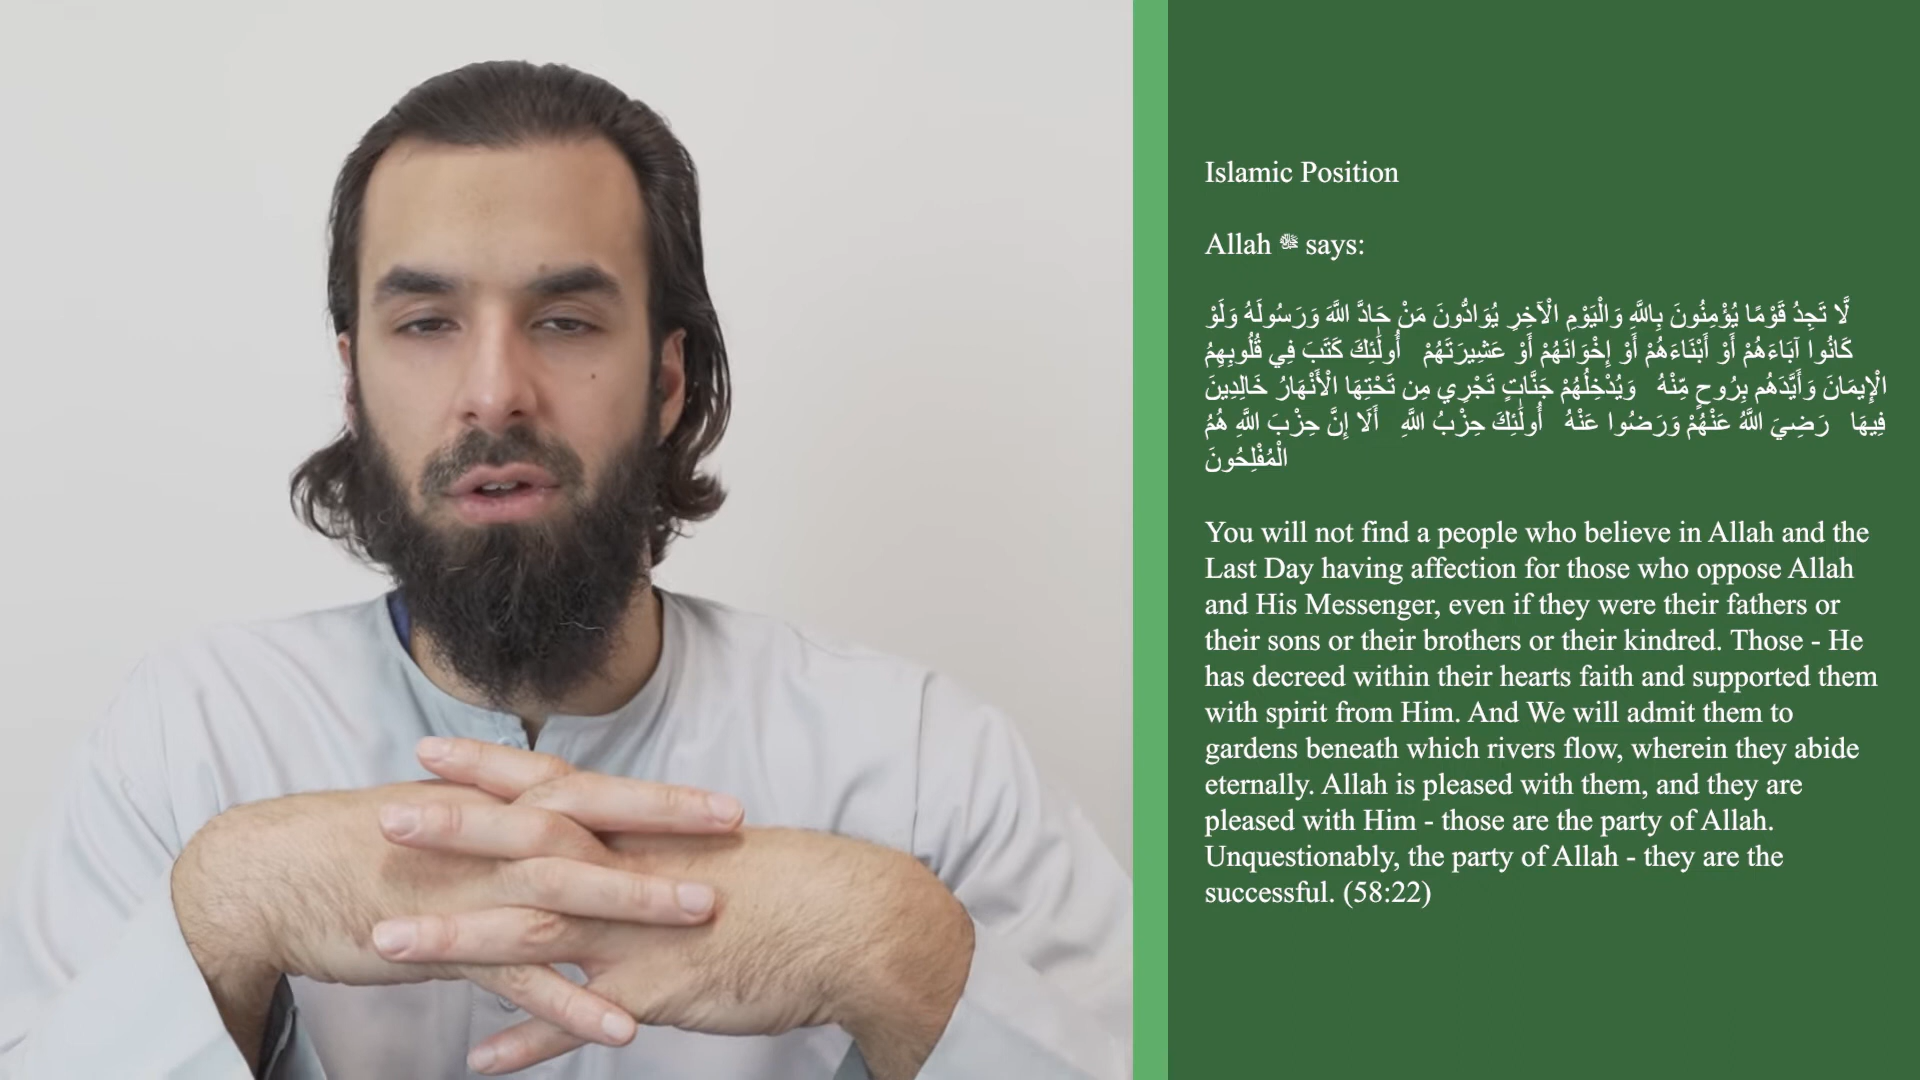 Islamic Position
Allah ﷻ says:
لَّا تَجِدُ قَوْمًا يُؤْمِنُونَ بِاللَّهِ وَالْيَوْمِ الْآخِرِ يُوَادُّونَ مَنْ حَادَّ اللَّهَ وَرَسُولَهُ وَلَوْ
كَانُوا آبَاءَهُمْ أَوْ أَبْنَاءَهُمْ أَوْ إِخْوَانَهُمْ أَوْ عَشِيرَتَهُمْ أُولَٰئِكَ كَتَبَ فِي قُلُوبِهِمُ
الْإِيمَانَ وَأَيَّدَهُم بِرُوحٍ مِّنْهُ وَيُدْخِلُهُمْ جَنَّاتٍ تَجْرِي مِن تَحْتِهَا الْأَنْهَارُ خَالِدِينَ
فِيهَا رَضِيَ اللَّهُ عَنْهُمْ وَرَضُوا عَنْهُ أُولَٰئِكَ حِزْبُ اللَّهِ أَلَا إِنَّ حِزْبَ اللَّهِ هُمُ
الْمُفْلِحُونَ
You will not find a people who believe in Allah and the
Last Day having affection for those who oppose Allah
and His Messenger, even if they were their fathers or
their sons or their brothers or their kindred. Those - He
has decreed within their hearts faith and supported them
with spirit from Him. And We will admit them to
gardens beneath which rivers flow, wherein they abide
eternally. Allah is pleased with them, and they are
pleased with Him - those are the party of Allah.
Unquestionably, the party of Allah - they are the
successful. (58:22)